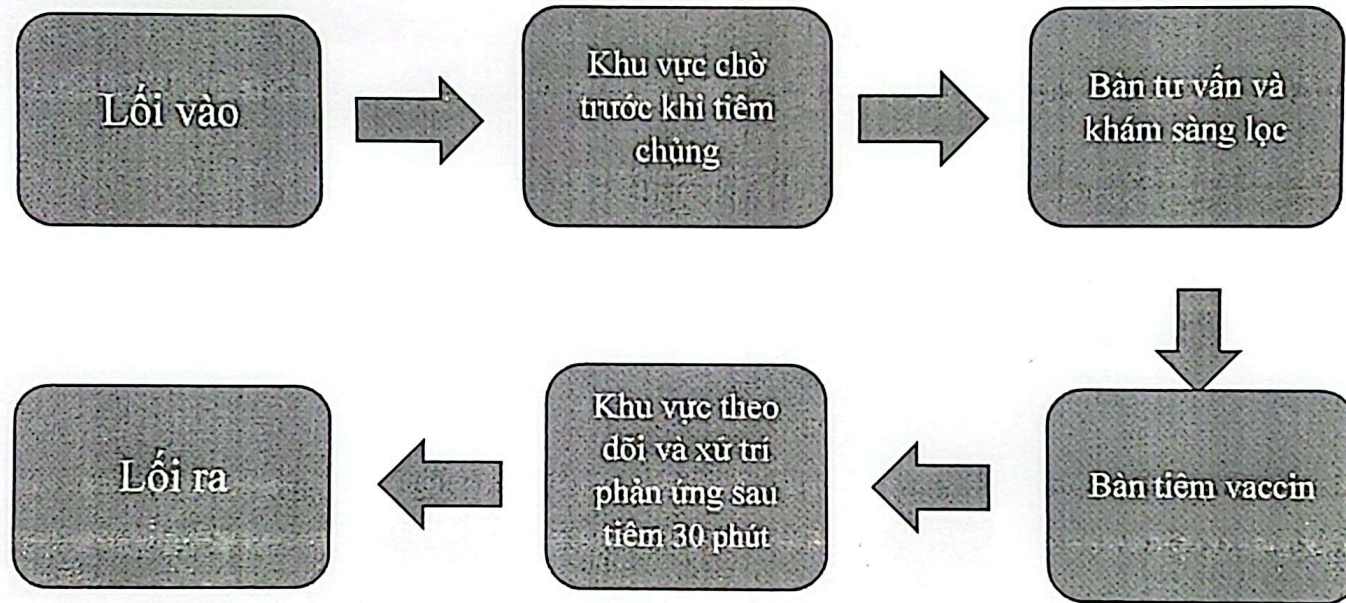 Lối vào
Khu vực chờ
trước khi tiêm
chủng
Bàn tư vấn và
khám sàng lọc
Bàn tiêm vaccin
Khu vực theo
dõi và xử trí
phản ứng sau
tiêm 30 phút
Lối ra